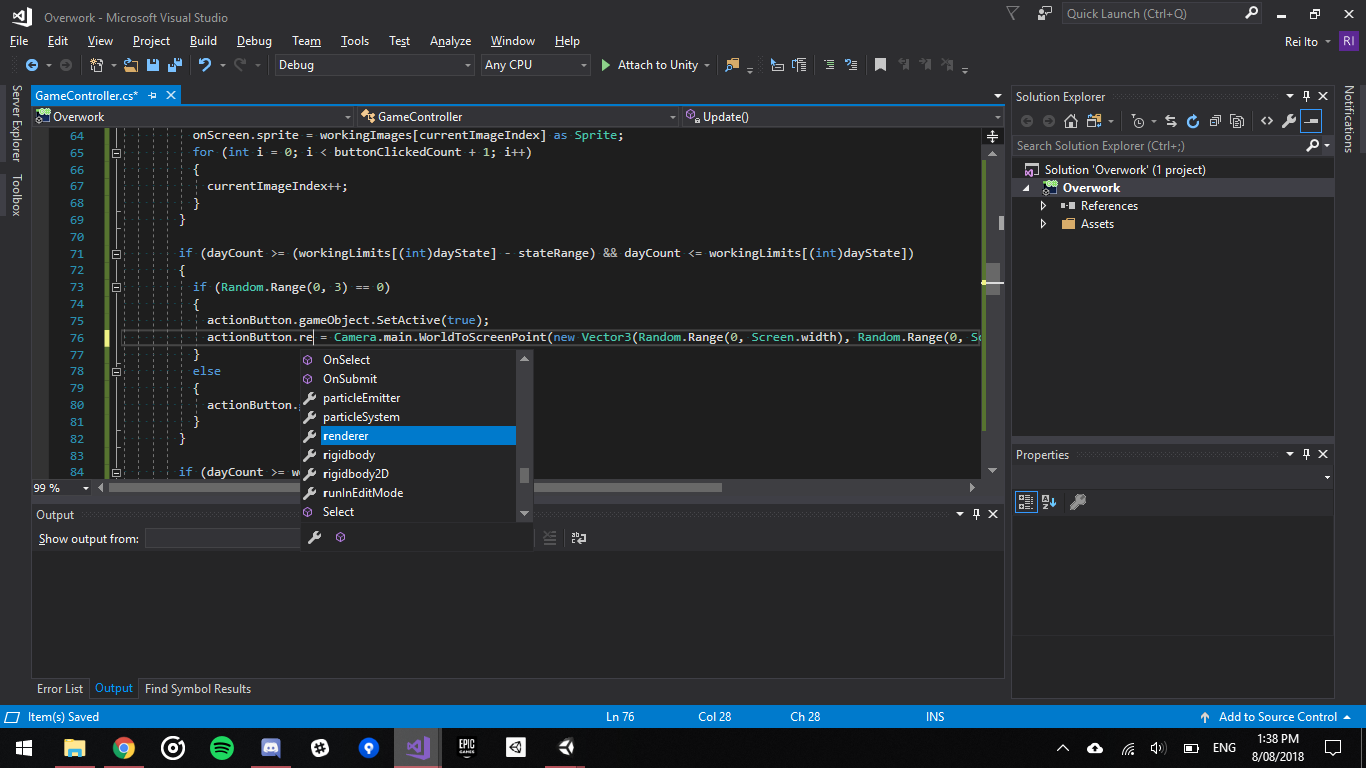 Overwork - Microsoft Visual Studio
Quick Launch (Ctrl+Q)
File Edit View Project Build Debug Team Tools Test Analyze Window Help
Rei Ito RI
Debug Any CPU Attach to Unity
Server Explorer
Toolbox
GameController.cs*
Overwork GameController Update()
64 onScreen.sprite = workingImages[currentImageIndex] as Sprite;
65 for (int i = 0; i < buttonClickedCount + 1; i++)
66 {
67 currentImageIndex++;
68 }
69 }
70
71 if (dayCount >= (workingLimits[(int)dayState] - stateRange) && dayCount <= workingLimits[(int)dayState])
72 {
73 if (Random.Range(0, 3) == 0)
74 {
75 actionButton.gameObject.SetActive(true);
76 actionButton.re = Camera.main.WorldToScreenPoint(new Vector3(Random.Range(0, Screen.width), Random.Range(0, Sc
77 }
78 else
79 {
80 actionButton.
81 }
82 }
83
84 if (dayCount >= wo
OnSelect
OnSubmit
particleEmitter
particleSystem
renderer
rigidbody
rigidbody2D
runInEditMode
Select
99 %
Output
Show output from:
Error List Output Find Symbol Results
Solution Explorer
Search Solution Explorer (Ctrl+;)
Solution 'Overwork' (1 project)
Overwork
References
Assets
Properties
Notifications
Item(s) Saved Ln 76 Col 28 Ch 28 INS Add to Source Control
EPIC GAMES
ENG
1:38 PM
8/08/2018